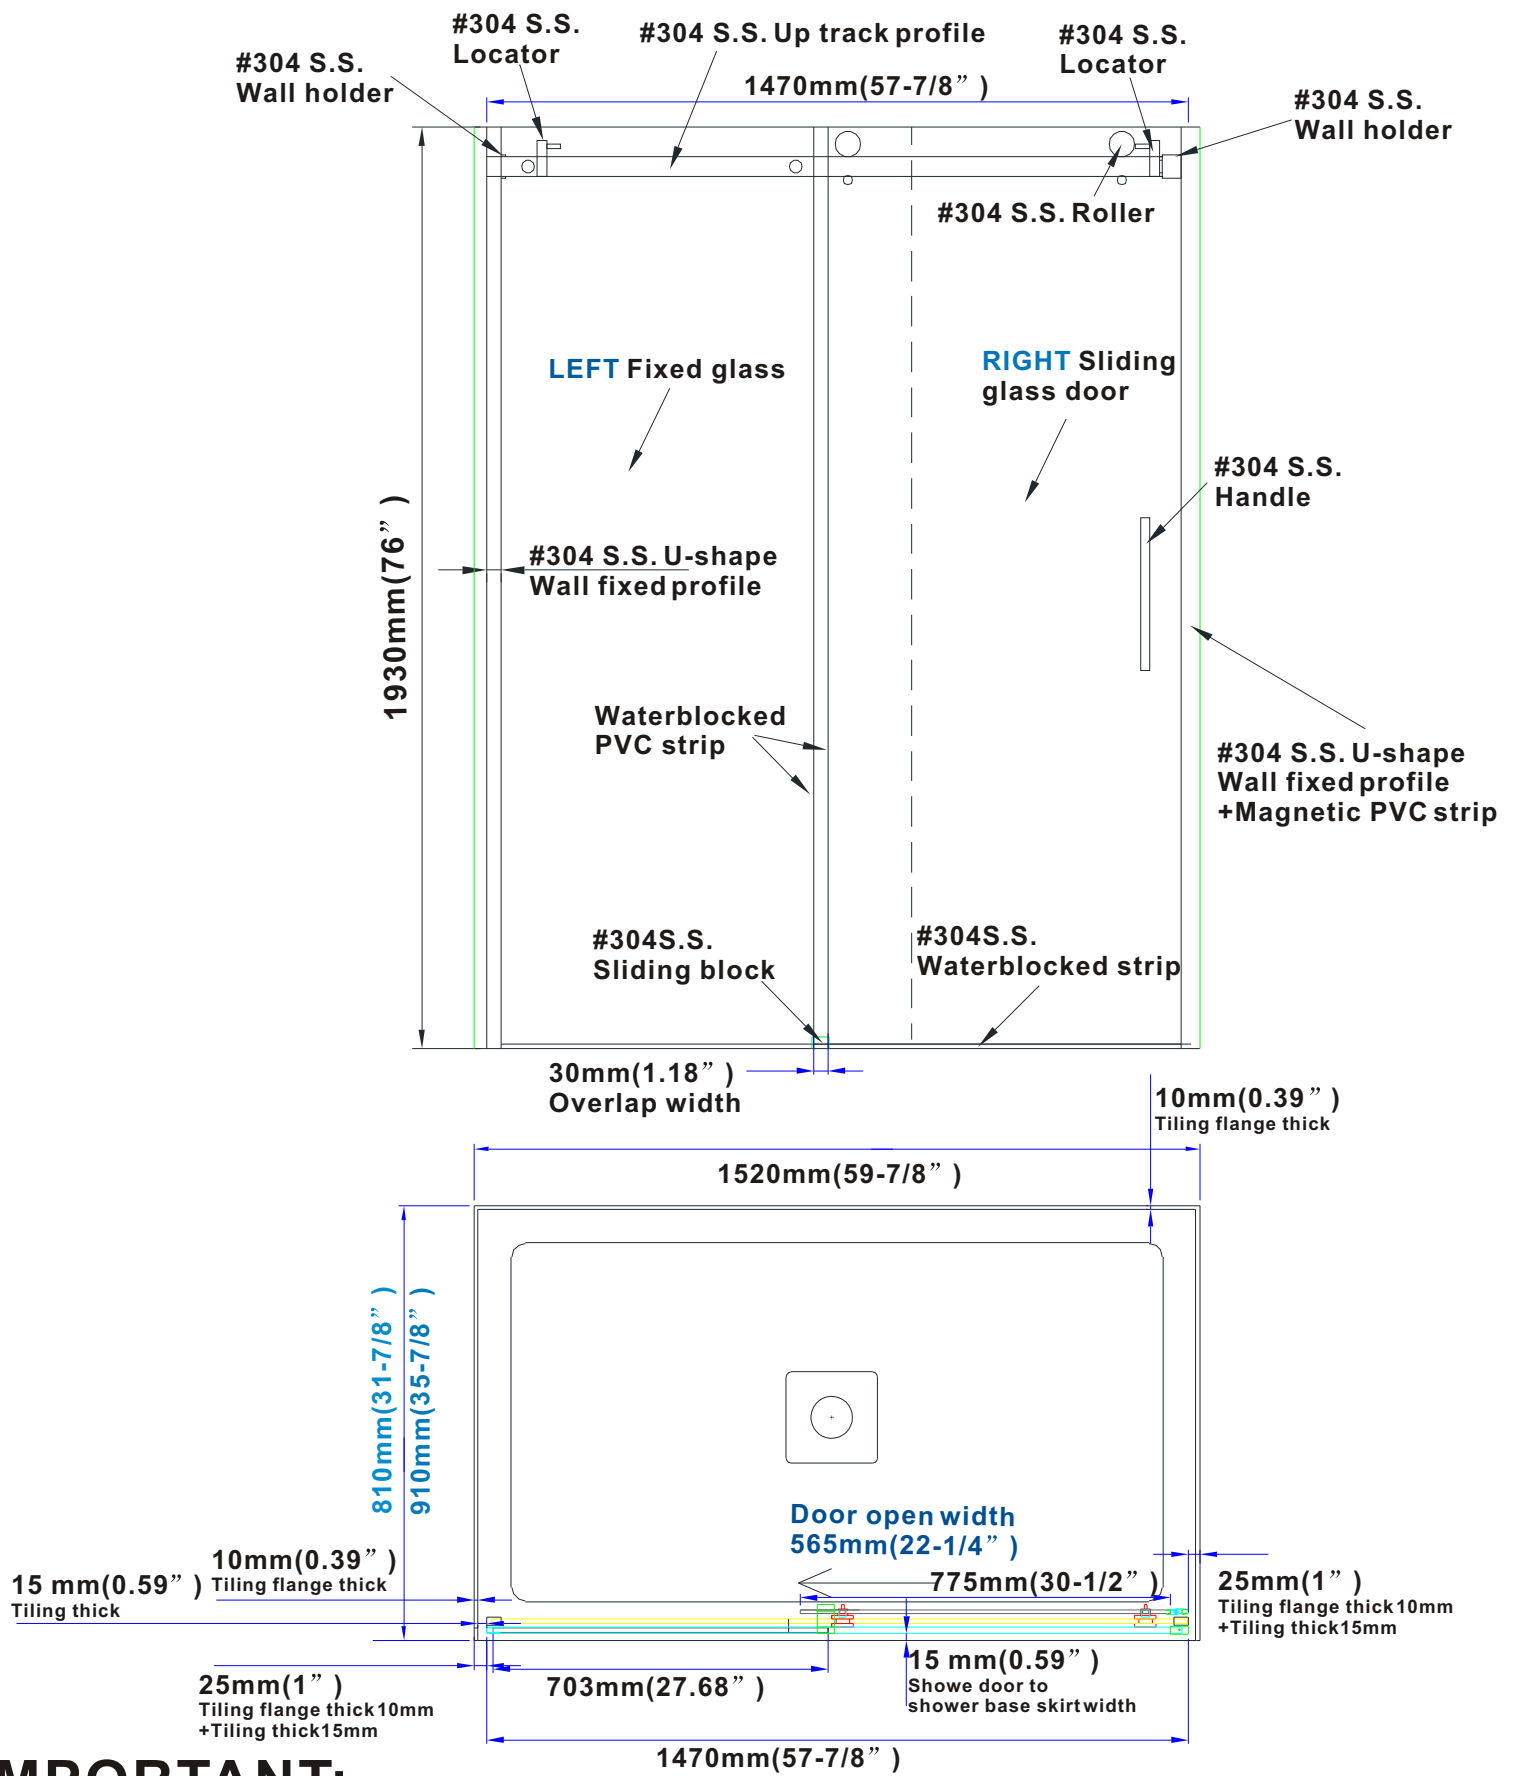 #304 S.S.
Locator
#304 S.S. Up track profile
#304 S.S.
Locator
#304 S.S.
Wall holder
1470mm(57-7/8” )
#304 S.S.
Wall holder
#304 S.S. Roller
LEFT Fixed glass
RIGHT Sliding
glass door
#304 S.S.
Handle
1930mm(76” )
#304 S.S. U-shape
Wall fixed profile
Waterblocked
PVC strip
#304 S.S. U-shape
Wall fixed profile
+Magnetic PVC strip
#304S.S.
Sliding block
#304S.S.
Waterblocked strip
30mm(1.18” )
Overlap width
10mm(0.39” )
Tiling flange thick
1520mm(59-7/8” )
810mm(31-7/8” )
910mm(35-7/8” )
Door open width
565mm(22-1/4” )
10mm(0.39” )
Tiling flange thick
15 mm(0.59” )
Tiling thick
775mm(30-1/2” )
25mm(1” )
Tiling flange thick10mm
+Tiling thick15mm
25mm(1” )
Tiling flange thick10mm
+Tiling thick15mm
703mm(27.68” )
15 mm(0.59” )
Showe door to
shower base skirt width
1470mm(57-7/8” )
MPORTANT: